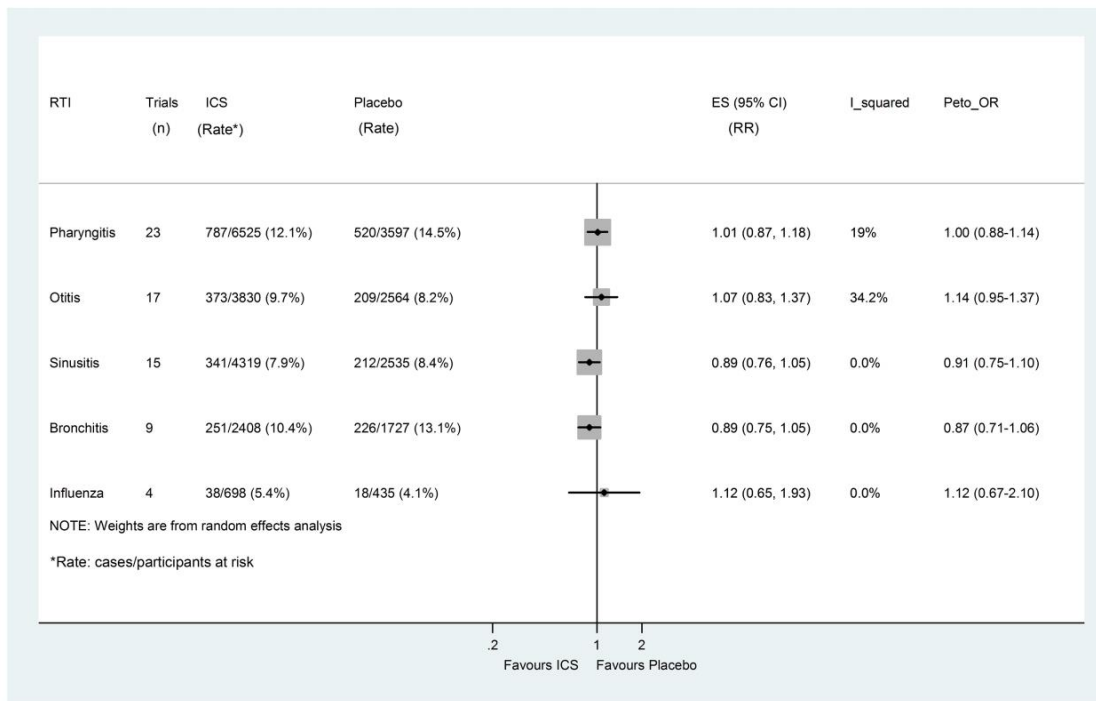 RTI Trials ICS Placebo ES (95% CI) I_squared Peto_OR
(n) (Rate*) (Rate) (RR)
Pharyngitis 23 787/6525 (12.1%) 520/3597 (14.5%) 1.01 (0.87, 1.18) 19% 1.00 (0.88-1.14)
Otitis 17 373/3830 (9.7%) 209/2564 (8.2%) 1.07 (0.83, 1.37) 34.2% 1.14 (0.95-1.37)
Sinusitis 15 341/4319 (7.9%) 212/2535 (8.4%) 0.89 (0.76, 1.05) 0.0% 0.91 (0.75-1.10)
Bronchitis 9 251/2408 (10.4%) 226/1727 (13.1%) 0.89 (0.75, 1.05) 0.0% 0.87 (0.71-1.06)
Influenza 4 38/698 (5.4%) 18/435 (4.1%) 1.12 (0.65, 1.93) 0.0% 1.12 (0.67-2.10)
NOTE: Weights are from random effects analysis
*Rate: cases/participants at risk
.2 1 2
Favours ICS Favours Placebo